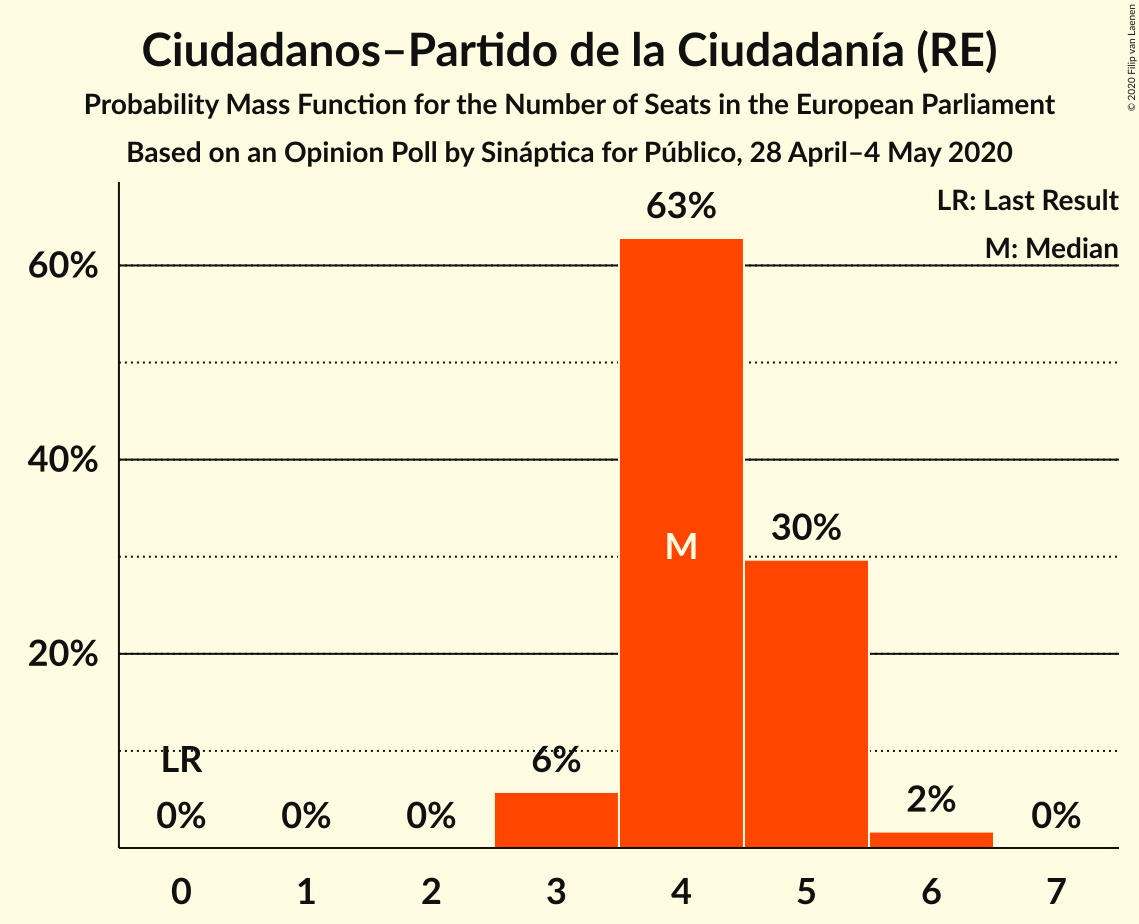 Ciudadanos–Partido de la Ciudadanía (RE)
Probability Mass Function for the Number of Seats in the European Parliament
Based on an Opinion Poll by Sináptica for Público, 28 April–4 May 2020
© 2020 Filip van Laenen
LR: Last Result
M: Median
63%
60%
40%
30%
M
20%
LR
6%
0% 0% 0% 2% 0%
0 1 2 3 4 5 6 7